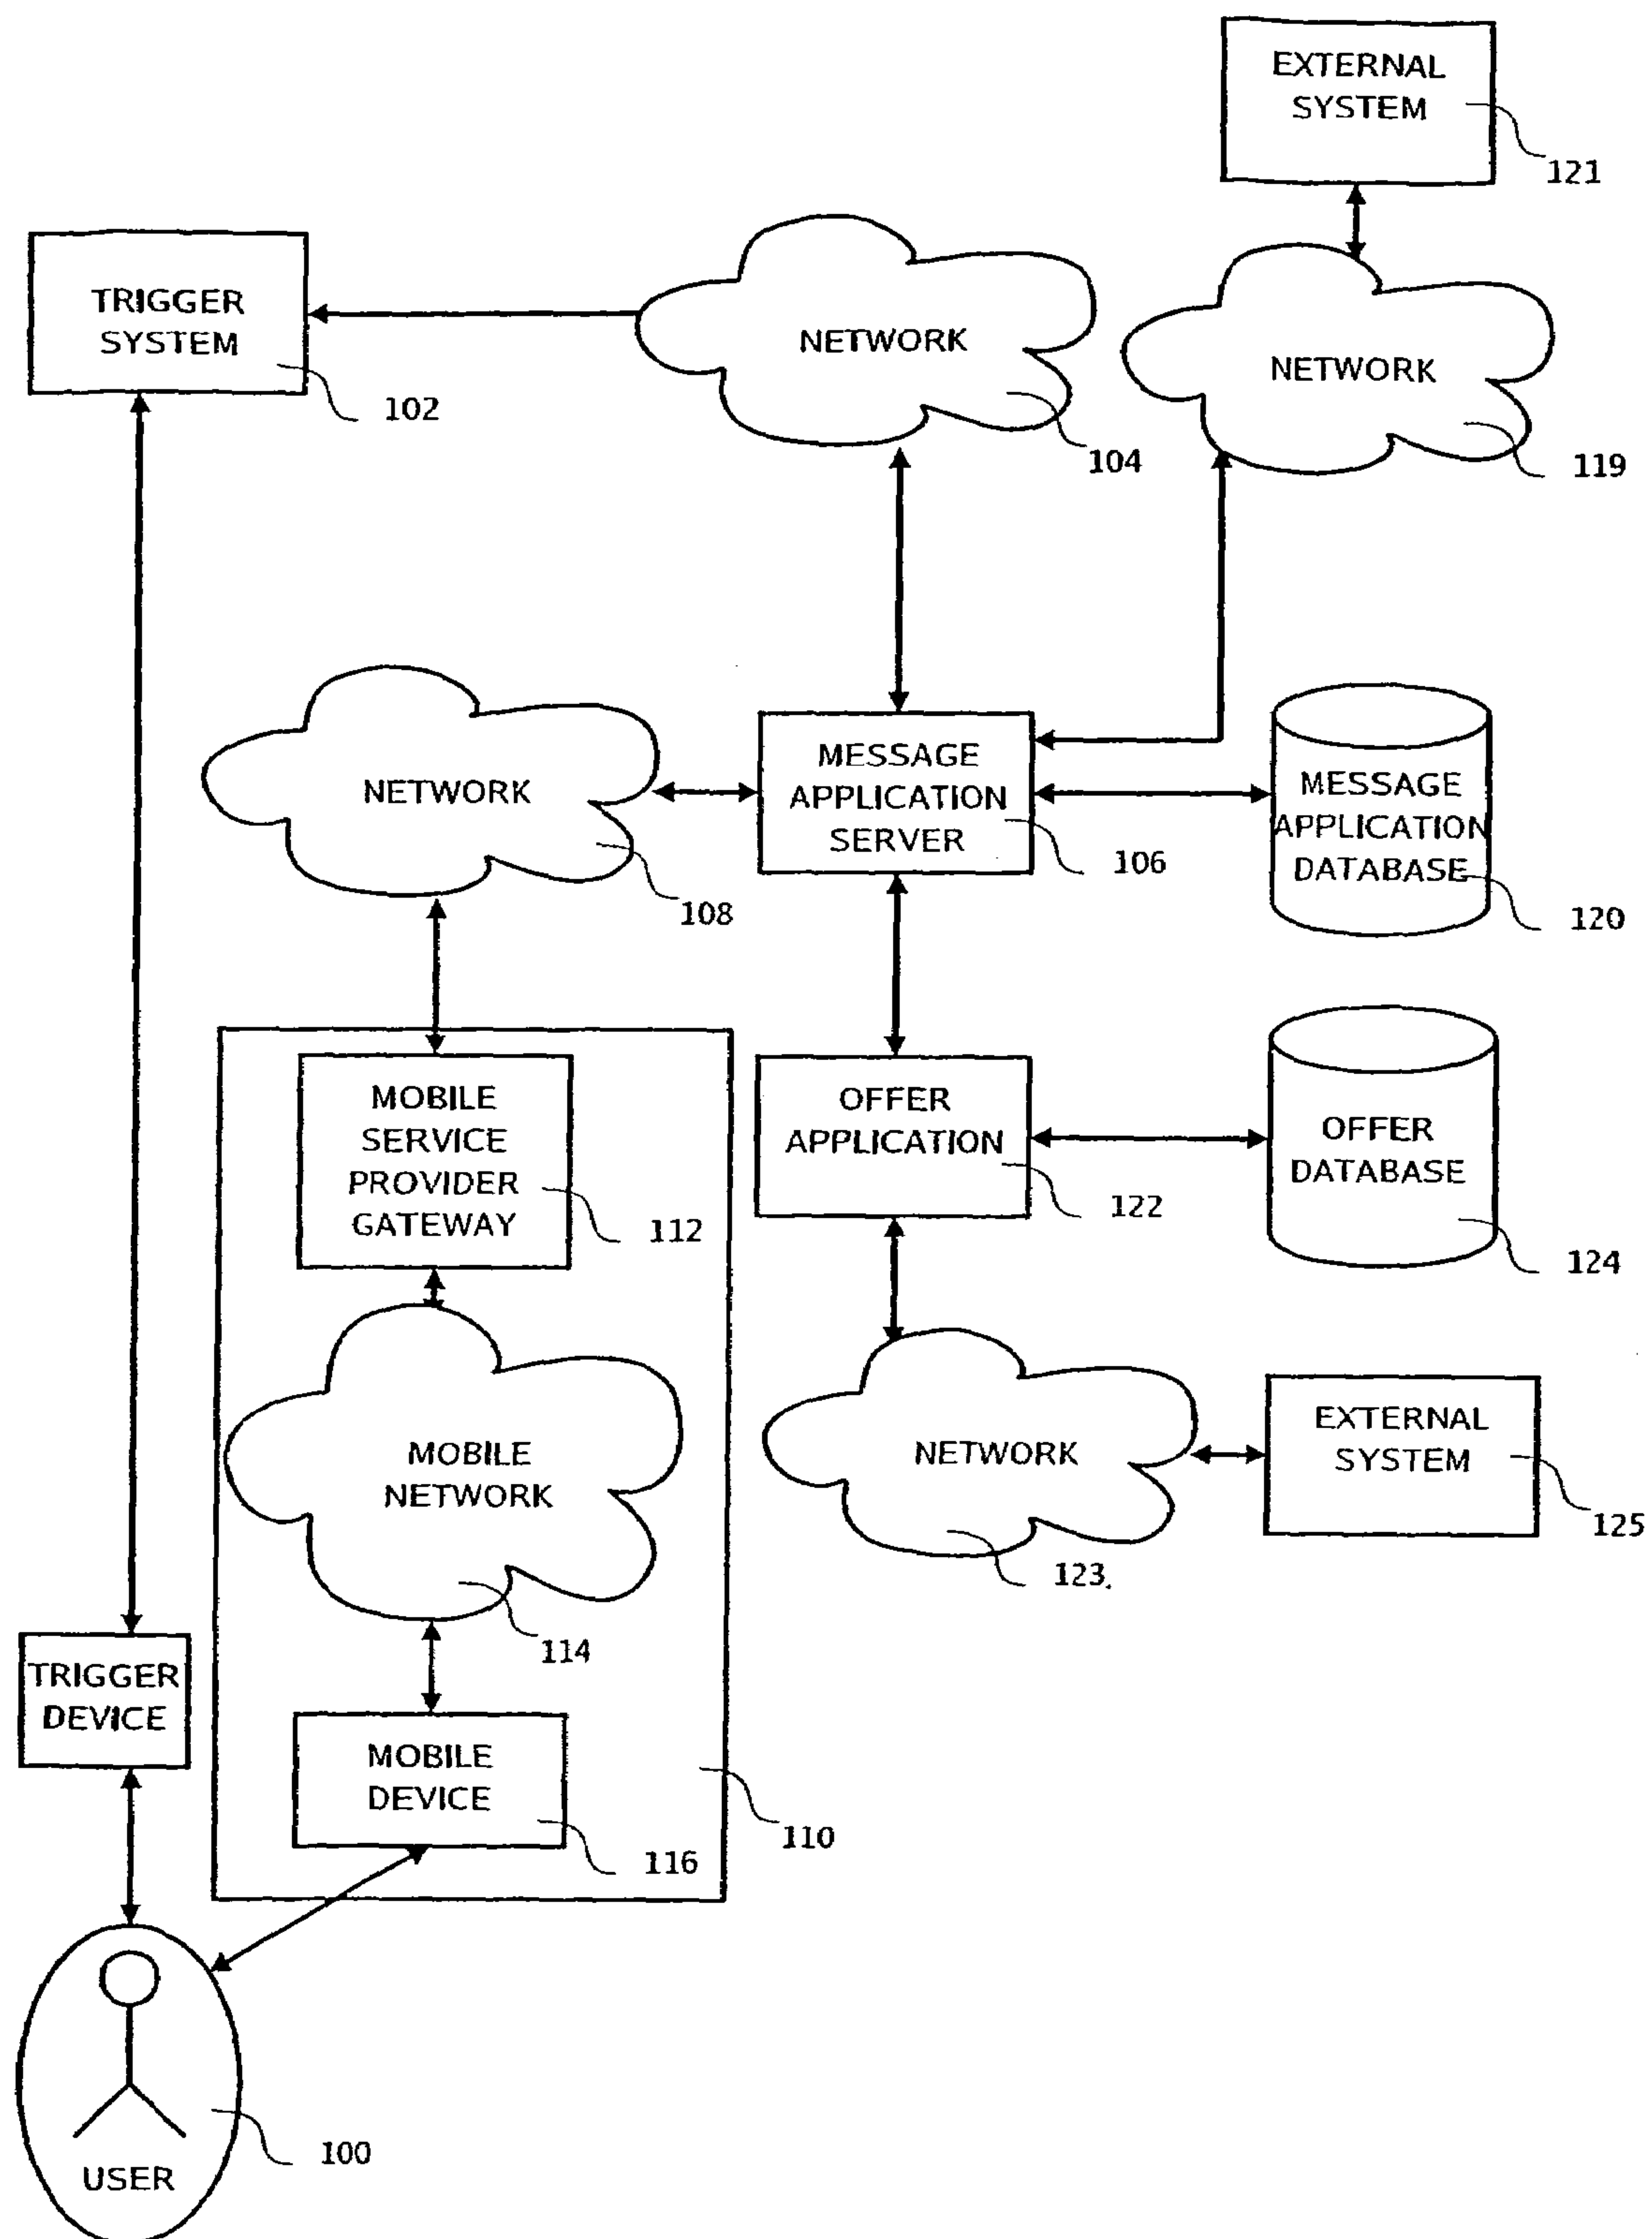 EXTERNAL
SYSTEM
121
TRIGGER
SYSTEM
102
NETWORK
104
NETWORK
119
NETWORK
108
MESSAGE
APPLICATION
SERVER
106
MESSAGE
APPLICATION
DATABASE
120
MOBILE
SERVICE
PROVIDER
GATEWAY
112
OFFER
APPLICATION
122
OFFER
DATABASE
124
MOBILE
NETWORK
114
NETWORK
123
EXTERNAL
SYSTEM
125
TRIGGER
DEVICE
MOBILE
DEVICE
116
110
USER
100